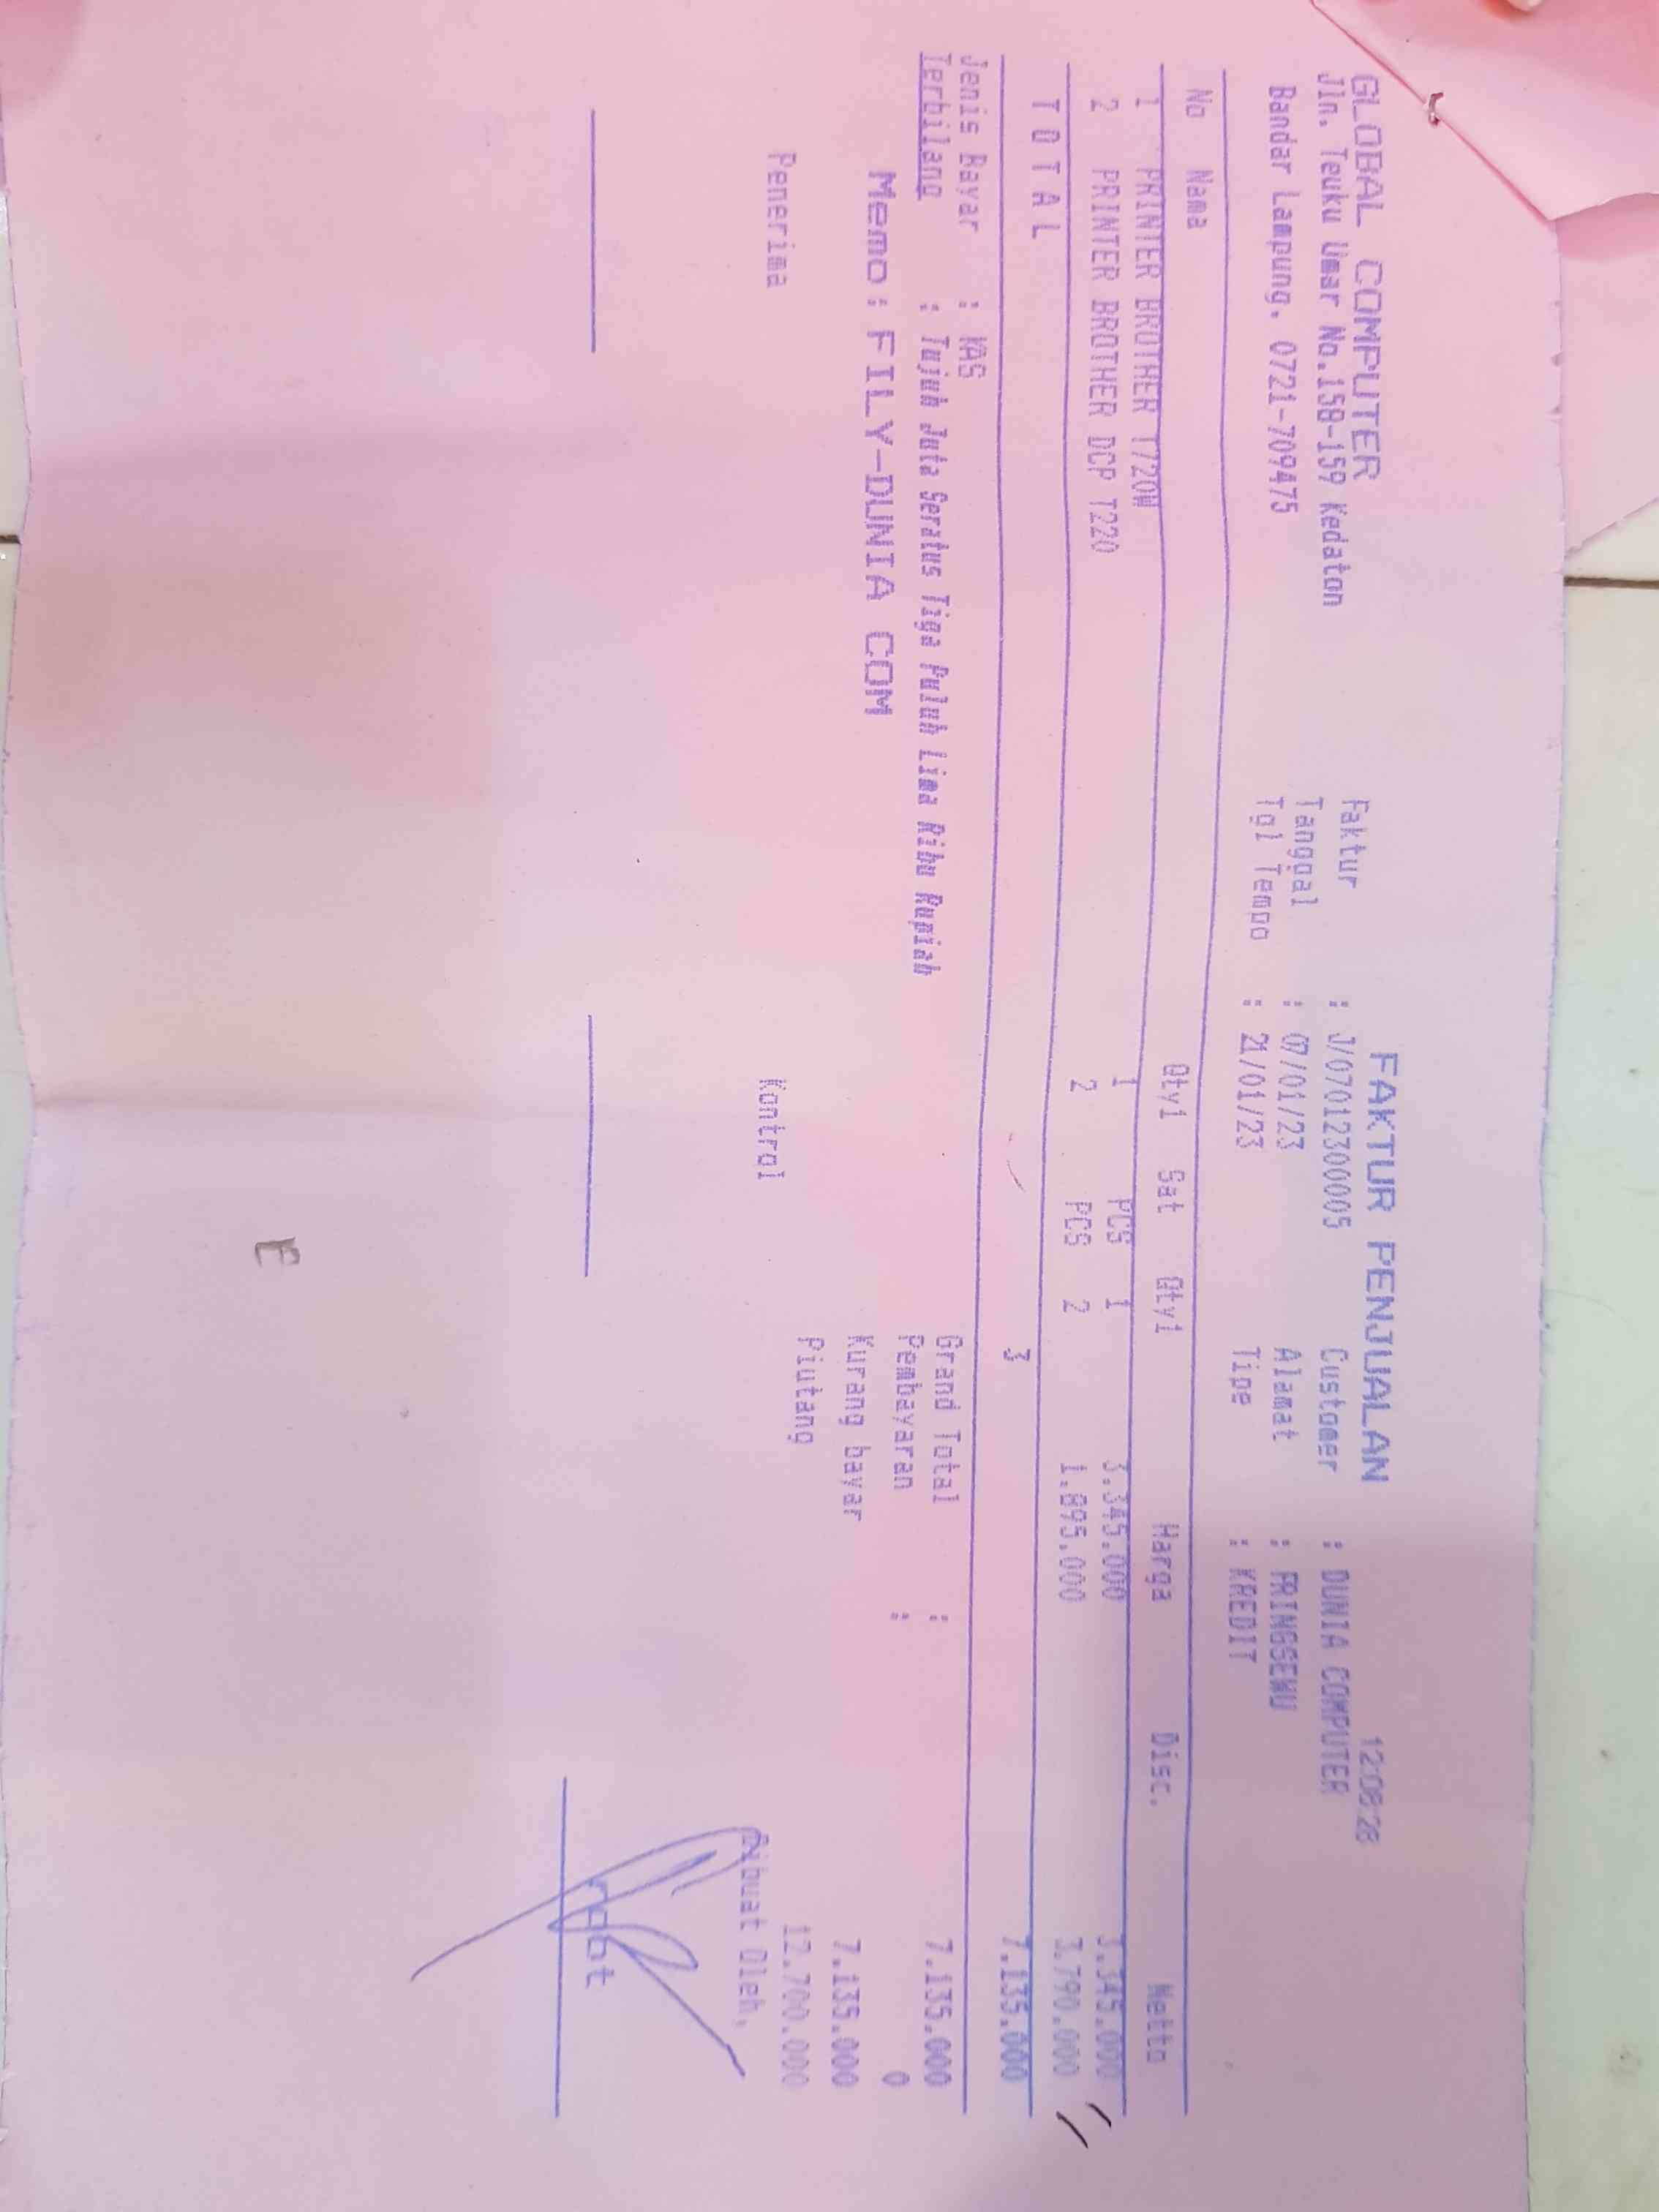 FAKTUR PENJUALAN 12:08:28
GLOBAL COMPUTER
Jln. Teuku Umar No.158-159 Kedaton
Bandar Lampung. 0721-709475
Faktur : J/07012300005
Tanggal : 07/01/23
Tgl Tempo : 21/01/23
Customer : DUNIA COMPUTER
Alamat : PRINGSEWU
Tipe : KREDIT
No Nama Qty1 Sat Qty1 Harga Disc. Netto
1 PRINTER BROTHER T720W 1 PCS 1 3.345.000 3.345.000
2 PRINTER BROTHER DCP T220 2 PCS 2 1.895.000 3.790.000
T O T A L 3 7.135.000
Jenis Bayar : KAS
Terbilang : Tujuh Juta Seratus Tiga Puluh Lima Ribu Rupiah
Memo : FILY-DUNIA COM
Grand Total : 7.135.000
Pembayaran : 0
Kurang bayar 7.135.000
Piutang 12.700.000
Penerima Kontrol Dibuat Oleh,
E